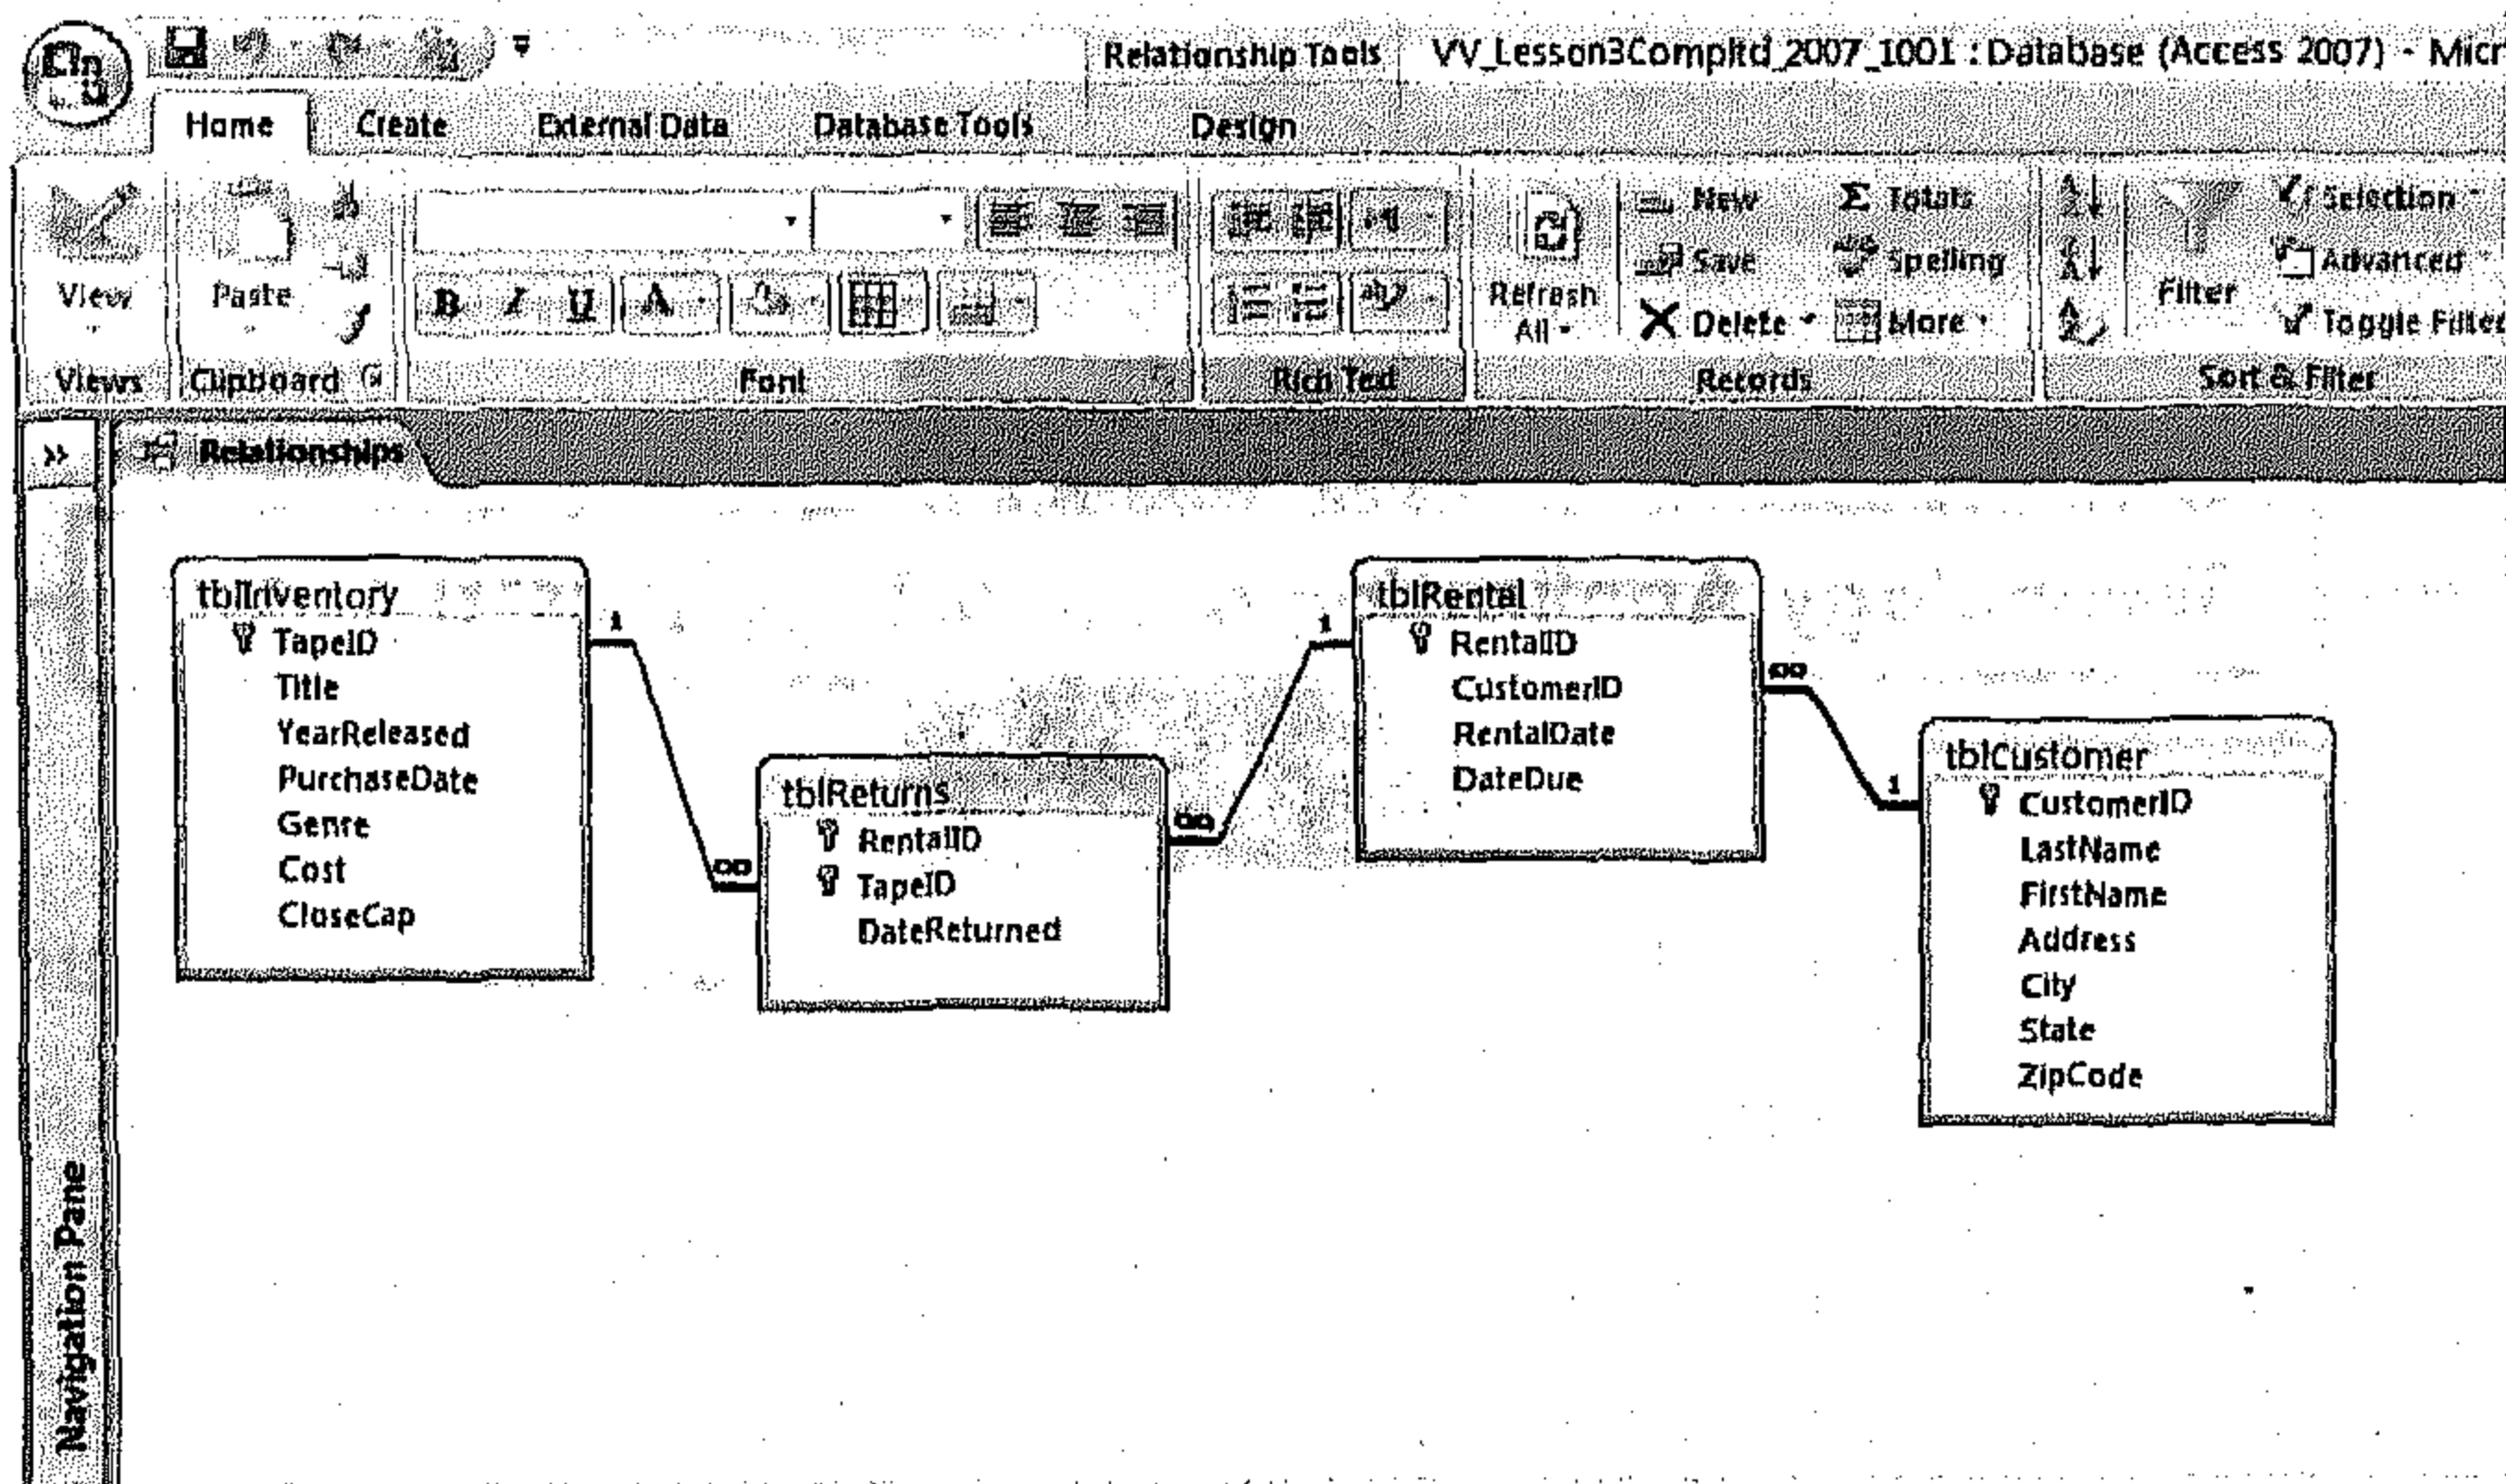 Relationship Tools VV_Lesson3Compltd_2007_1001 : Database (Access 2007) - Micr
Home Create External Data Database Tools Design
View Paste Refresh All New Save Delete Totals Spelling More Filter Selection Advanced Toggle Filter
B I U A
Views Clipboard Font Rich Text Records Sort & Filter
» Relationships
Navigation Pane
tblInventory
TapeID
Title
YearReleased
PurchaseDate
Genre
Cost
CloseCap
1
∞
tblReturns
RentalID
TapeID
DateReturned
∞
1
tblRental
RentalID
CustomerID
RentalDate
DateDue
∞
1
tblCustomer
CustomerID
LastName
FirstName
Address
City
State
ZipCode